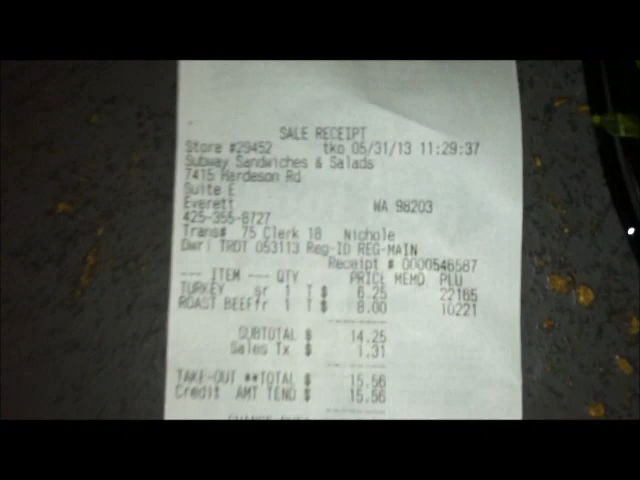 SALE RECEIPT
Store #29452 tko 05/31/13 11:29:37
Subway Sandwiches & Salads
7415 Hardeson Rd
Suite E
Everett WA 98203
425-355-8727
Trans# 75 Clerk 18 Nichole
Dwr1 TRDT 053113 Reg-ID REG-MAIN
Receipt # 0000546587
--- ITEM --- QTY PRICE MEMO PLU
TURKEY gr 1 T $ 6.25 22165
ROAST BEEFfr 1 T $ 8.00 10221
SUBTOTAL $ 14.25
Sales Tx $ 1.31
TAKE-OUT **TOTAL $ 15.56
Credit AMT TEND $ 15.56